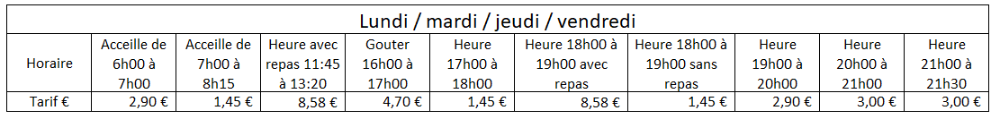 Lundi / mardi / jeudi / vendredi
Horaire
Acceille de
6h00 à
7h00
Acceille de
7h00 à
8h15
Heure avec
repas 11:45
à 13:20
Gouter
16h00 à
17h00
Heure
17h00 à
18h00
Heure 18h00 à
19h00 avec
repas
Heure 18h00 à
19h00 sans
repas
Heure
19h00 à
20h00
Heure
20h00 à
21h00
Heure
21h00 à
21h30
Tarif € 2,90 € 1,45 € 8,58 € 4,70 € 1,45 € 8,58 € 1,45 € 2,90 € 3,00 € 3,00 €